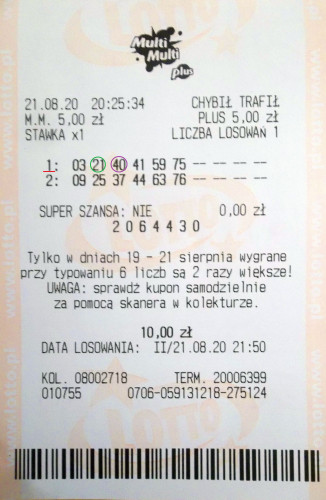 Multi
Multi
plus
21.08.20 20:25:34 CHYBIŁ TRAFIŁ
M.M. 5,00 zł PLUS 5,00 zł
STAWKA x1 LICZBA LOSOWAŃ 1
1: 03 21 40 41 59 75 -- -- -- --
2: 09 25 37 44 63 76 -- -- -- --
SUPER SZANSA: NIE 0,00 zł
2064430
Tylko w dniach 19 - 21 sierpnia wygrane
przy typowaniu 6 liczb są 2 razy większe!
UWAGA: sprawdź kupon samodzielnie
za pomocą skanera w kolekturze.
10,00 zł
DATA LOSOWANIA: II/21.08.20 21:50
KOL. 08002718 TERM. 20006399
010755 0706-059131218-275124
www.lotto.pl